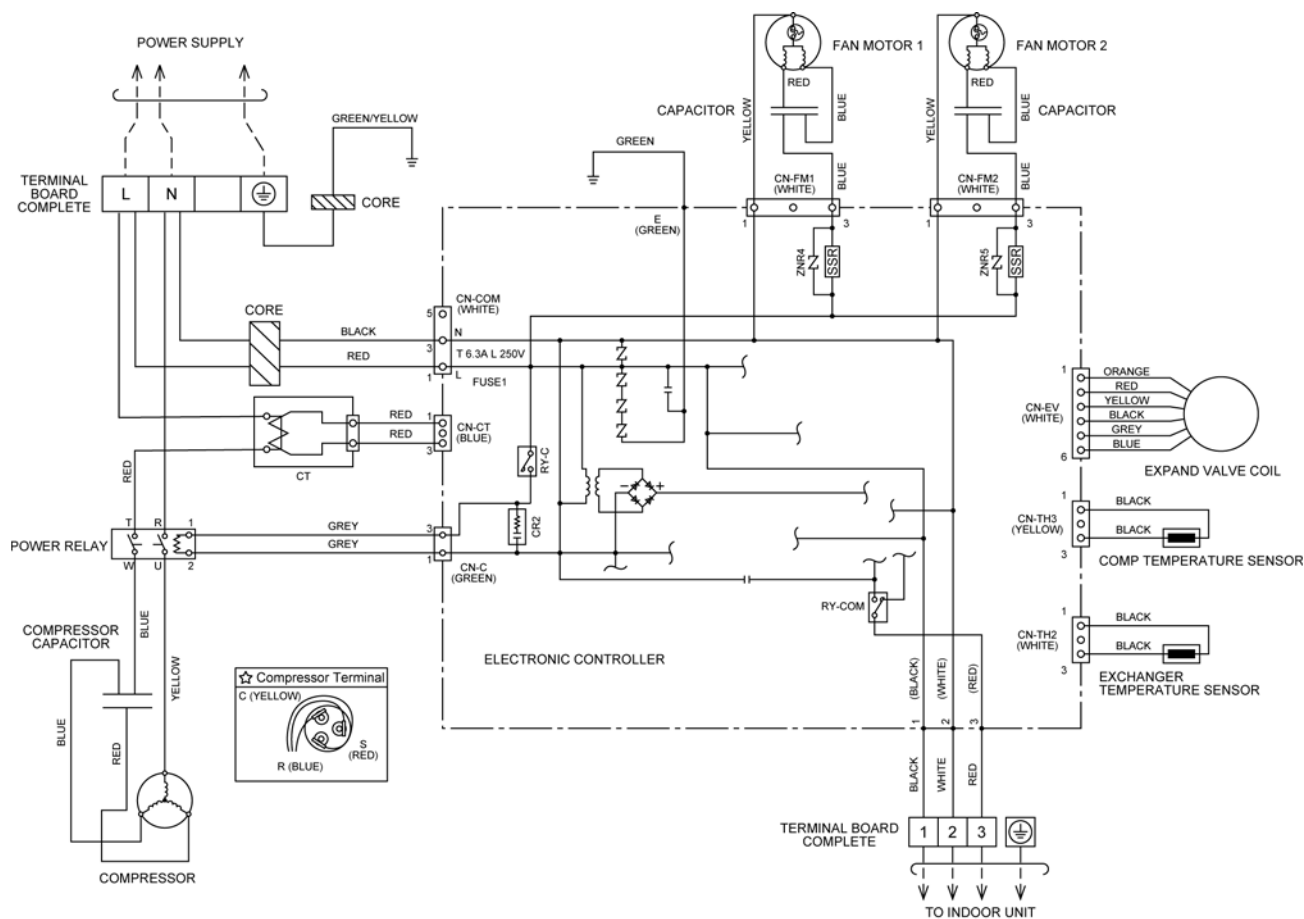 POWER SUPPLY
GREEN/YELLOW
TERMINAL
BOARD
COMPLETE
L
N
CORE
FAN MOTOR 1
RED
CAPACITOR
YELLOW
BLUE
FAN MOTOR 2
RED
CAPACITOR
YELLOW
BLUE
GREEN
CN-FM1
(WHITE)
BLUE
CN-FM2
(WHITE)
BLUE
E
(GREEN)
1
3
1
3
ZNR4
SSR
ZNR5
SSR
CORE
CN-COM
(WHITE)
5
BLACK
N
3
RED
T 6.3A L 250V
1
L
FUSE1
RED
1
RED
CN-CT
(BLUE)
3
CT
RED
RY-C
CR2
T
R
1
GREY
3
POWER RELAY
GREY
W
U
2
1
CN-C
(GREEN)
1
ORANGE
RED
YELLOW
BLACK
GREY
BLUE
CN-EV
(WHITE)
6
EXPAND VALVE COIL
1
BLACK
CN-TH3
(YELLOW)
BLACK
3
COMP TEMPERATURE SENSOR
1
BLACK
CN-TH2
(WHITE)
BLACK
3
EXCHANGER
TEMPERATURE SENSOR
RY-COM
COMPRESSOR
CAPACITOR
BLUE
YELLOW
BLUE
RED
COMPRESSOR
☆ Compressor Terminal
C (YELLOW)
S
(RED)
R (BLUE)
ELECTRONIC CONTROLLER
(BLACK)
(WHITE)
(RED)
1
2
3
BLACK
WHITE
RED
TERMINAL BOARD
COMPLETE
1
2
3
TO INDOOR UNIT